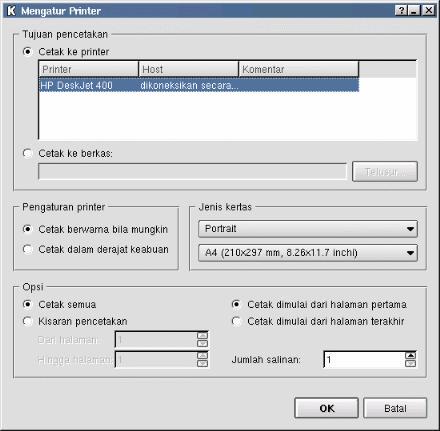 Mengatur Printer
Tujuan pencetakan
Cetak ke printer
Printer Host Komentar
HP DeskJet 400 dikoneksikan secara...
Cetak ke berkas:
Telusur...
Pengaturan printer
Cetak berwarna bila mungkin
Cetak dalam derajat keabuan
Jenis kertas
Portrait
A4 (210x297 mm, 8.26x11.7 inchi)
Opsi
Cetak semua
Kisaran pencetakan
Dari halaman: 1
Hingga halaman: 1
Cetak dimulai dari halaman pertama
Cetak dimulai dari halaman terakhir
Jumlah salinan: 1
OK Batal